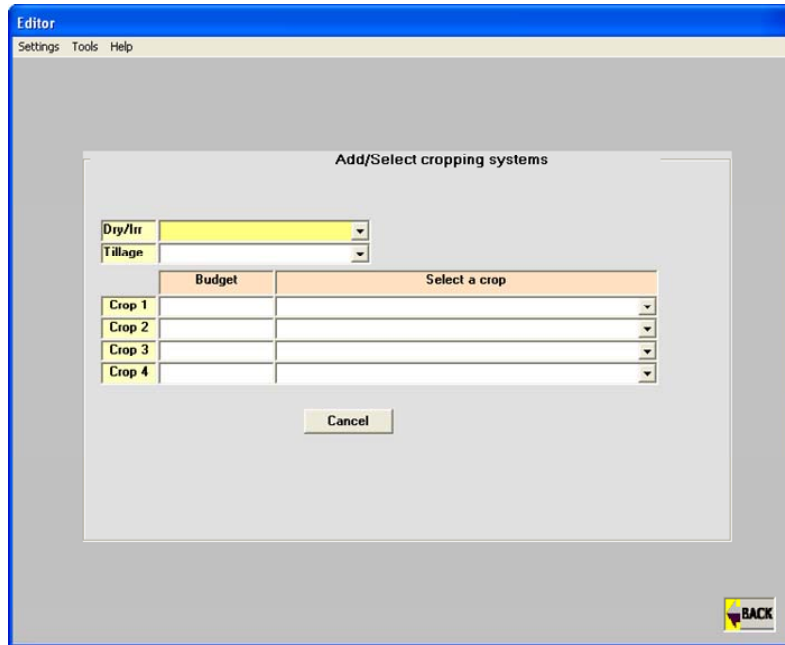 Editor
Settings Tools Help
Add/Select cropping systems
Dry/Irr
Tillage
Budget Select a crop
Crop 1
Crop 2
Crop 3
Crop 4
Cancel
BACK